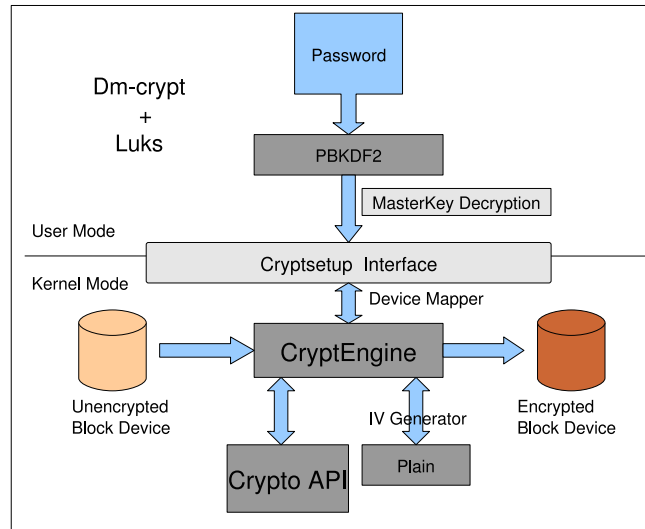 Password
Dm-crypt
+
Luks
PBKDF2
MasterKey Decryption
User Mode
Cryptsetup Interface
Kernel Mode
Device Mapper
CryptEngine
Unencrypted
Block Device
IV Generator
Encrypted
Block Device
Crypto API
Plain